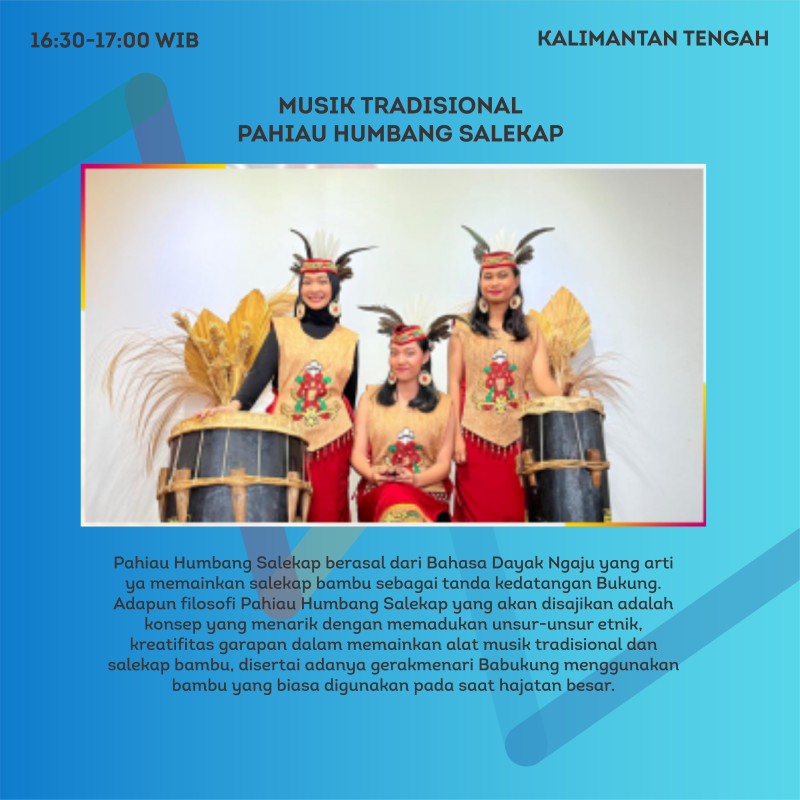 16:30-17:00 WIB
KALIMANTAN TENGAH
MUSIK TRADISIONAL
PAHIAU HUMBANG SALEKAP
Pahiau Humbang Salekap berasal dari Bahasa Dayak Ngaju yang arti
ya memainkan salekap bambu sebagai tanda kedatangan Bukung.
Adapun filosofi Pahiau Humbang Salekap yang akan disajikan adalah
konsep yang menarik dengan memadukan unsur-unsur etnik,
kreatifitas garapan dalam memainkan alat musik tradisional dan
salekap bambu, disertai adanya gerakmenari Babukung menggunakan
bambu yang biasa digunakan pada saat hajatan besar.